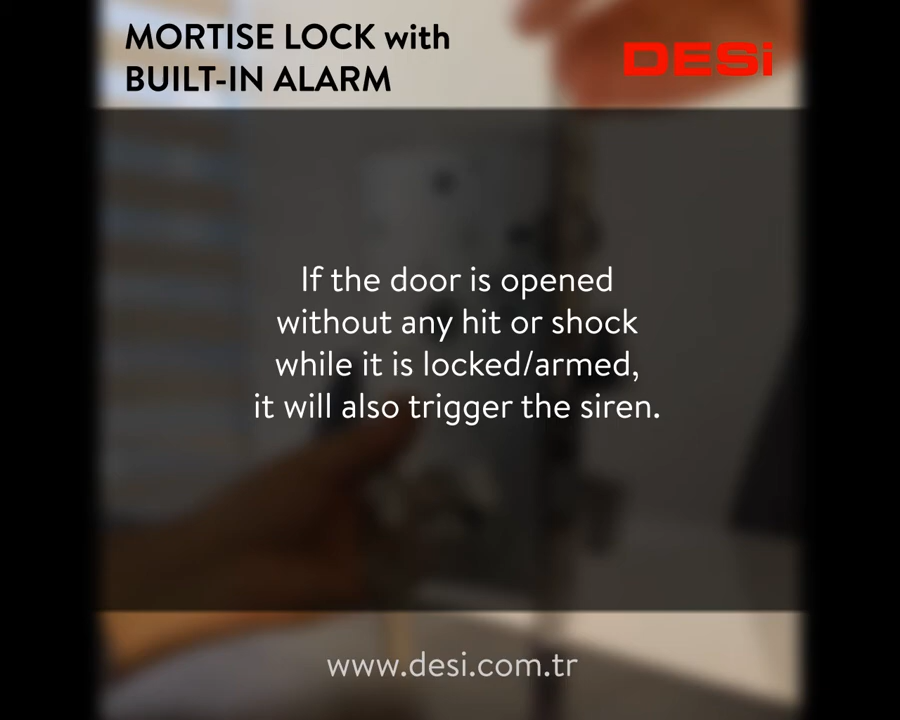 MORTISE LOCK with
BUILT-IN ALARM
DESi
If the door is opened
without any hit or shock
while it is locked/armed,
it will also trigger the siren.
www.desi.com.tr